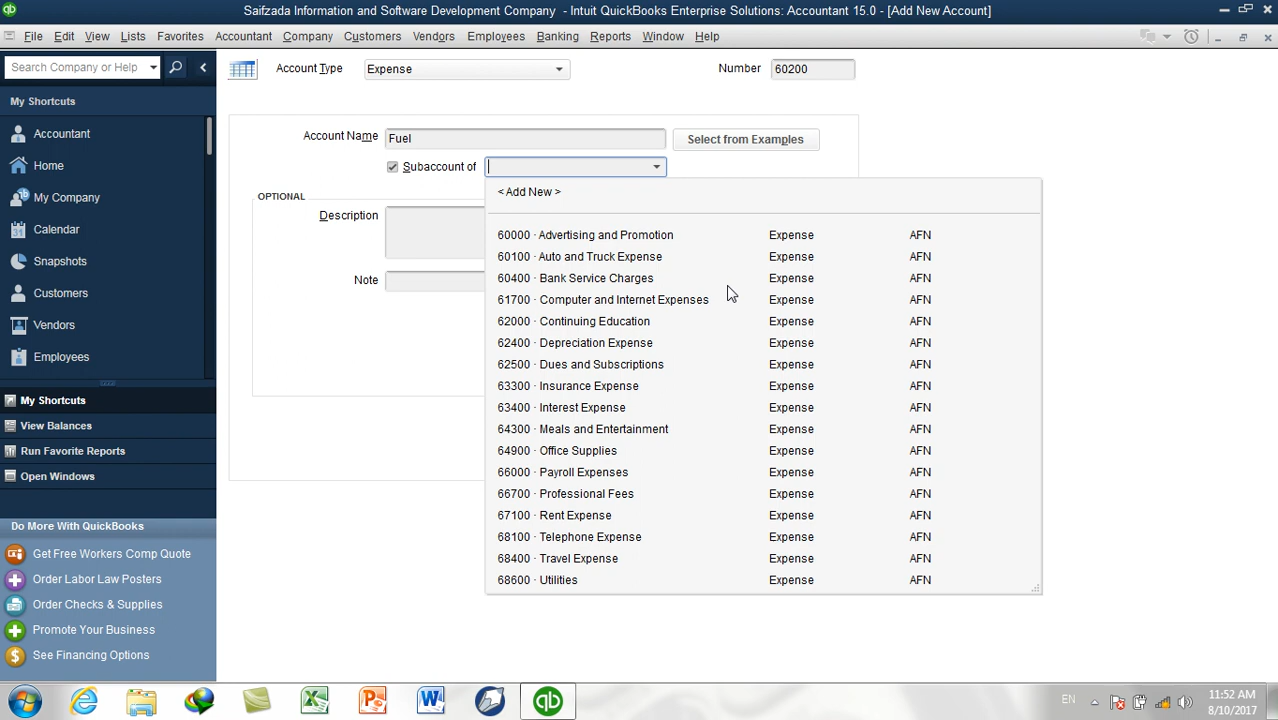 Saifzada Information and Software Development Company - Intuit QuickBooks Enterprise Solutions: Accountant 15.0 - [Add New Account]
File Edit View Lists Favorites Accountant Company Customers Vendors Employees Banking Reports Window Help
Search Company or Help
Account Type Expense Number 60200
My Shortcuts
Accountant
Home
My Company
Calendar
Snapshots
Customers
Vendors
Employees
My Shortcuts
View Balances
Run Favorite Reports
Open Windows
Do More With QuickBooks
Get Free Workers Comp Quote
Order Labor Law Posters
Order Checks & Supplies
Promote Your Business
See Financing Options
Account Name Fuel Select from Examples
Subaccount of
OPTIONAL
Description
Note
< Add New >
60000 · Advertising and Promotion Expense AFN
60100 · Auto and Truck Expense Expense AFN
60400 · Bank Service Charges Expense AFN
61700 · Computer and Internet Expenses Expense AFN
62000 · Continuing Education Expense AFN
62400 · Depreciation Expense Expense AFN
62500 · Dues and Subscriptions Expense AFN
63300 · Insurance Expense Expense AFN
63400 · Interest Expense Expense AFN
64300 · Meals and Entertainment Expense AFN
64900 · Office Supplies Expense AFN
66000 · Payroll Expenses Expense AFN
66700 · Professional Fees Expense AFN
67100 · Rent Expense Expense AFN
68100 · Telephone Expense Expense AFN
68400 · Travel Expense Expense AFN
68600 · Utilities Expense AFN
EN
11:52 AM
8/10/2017